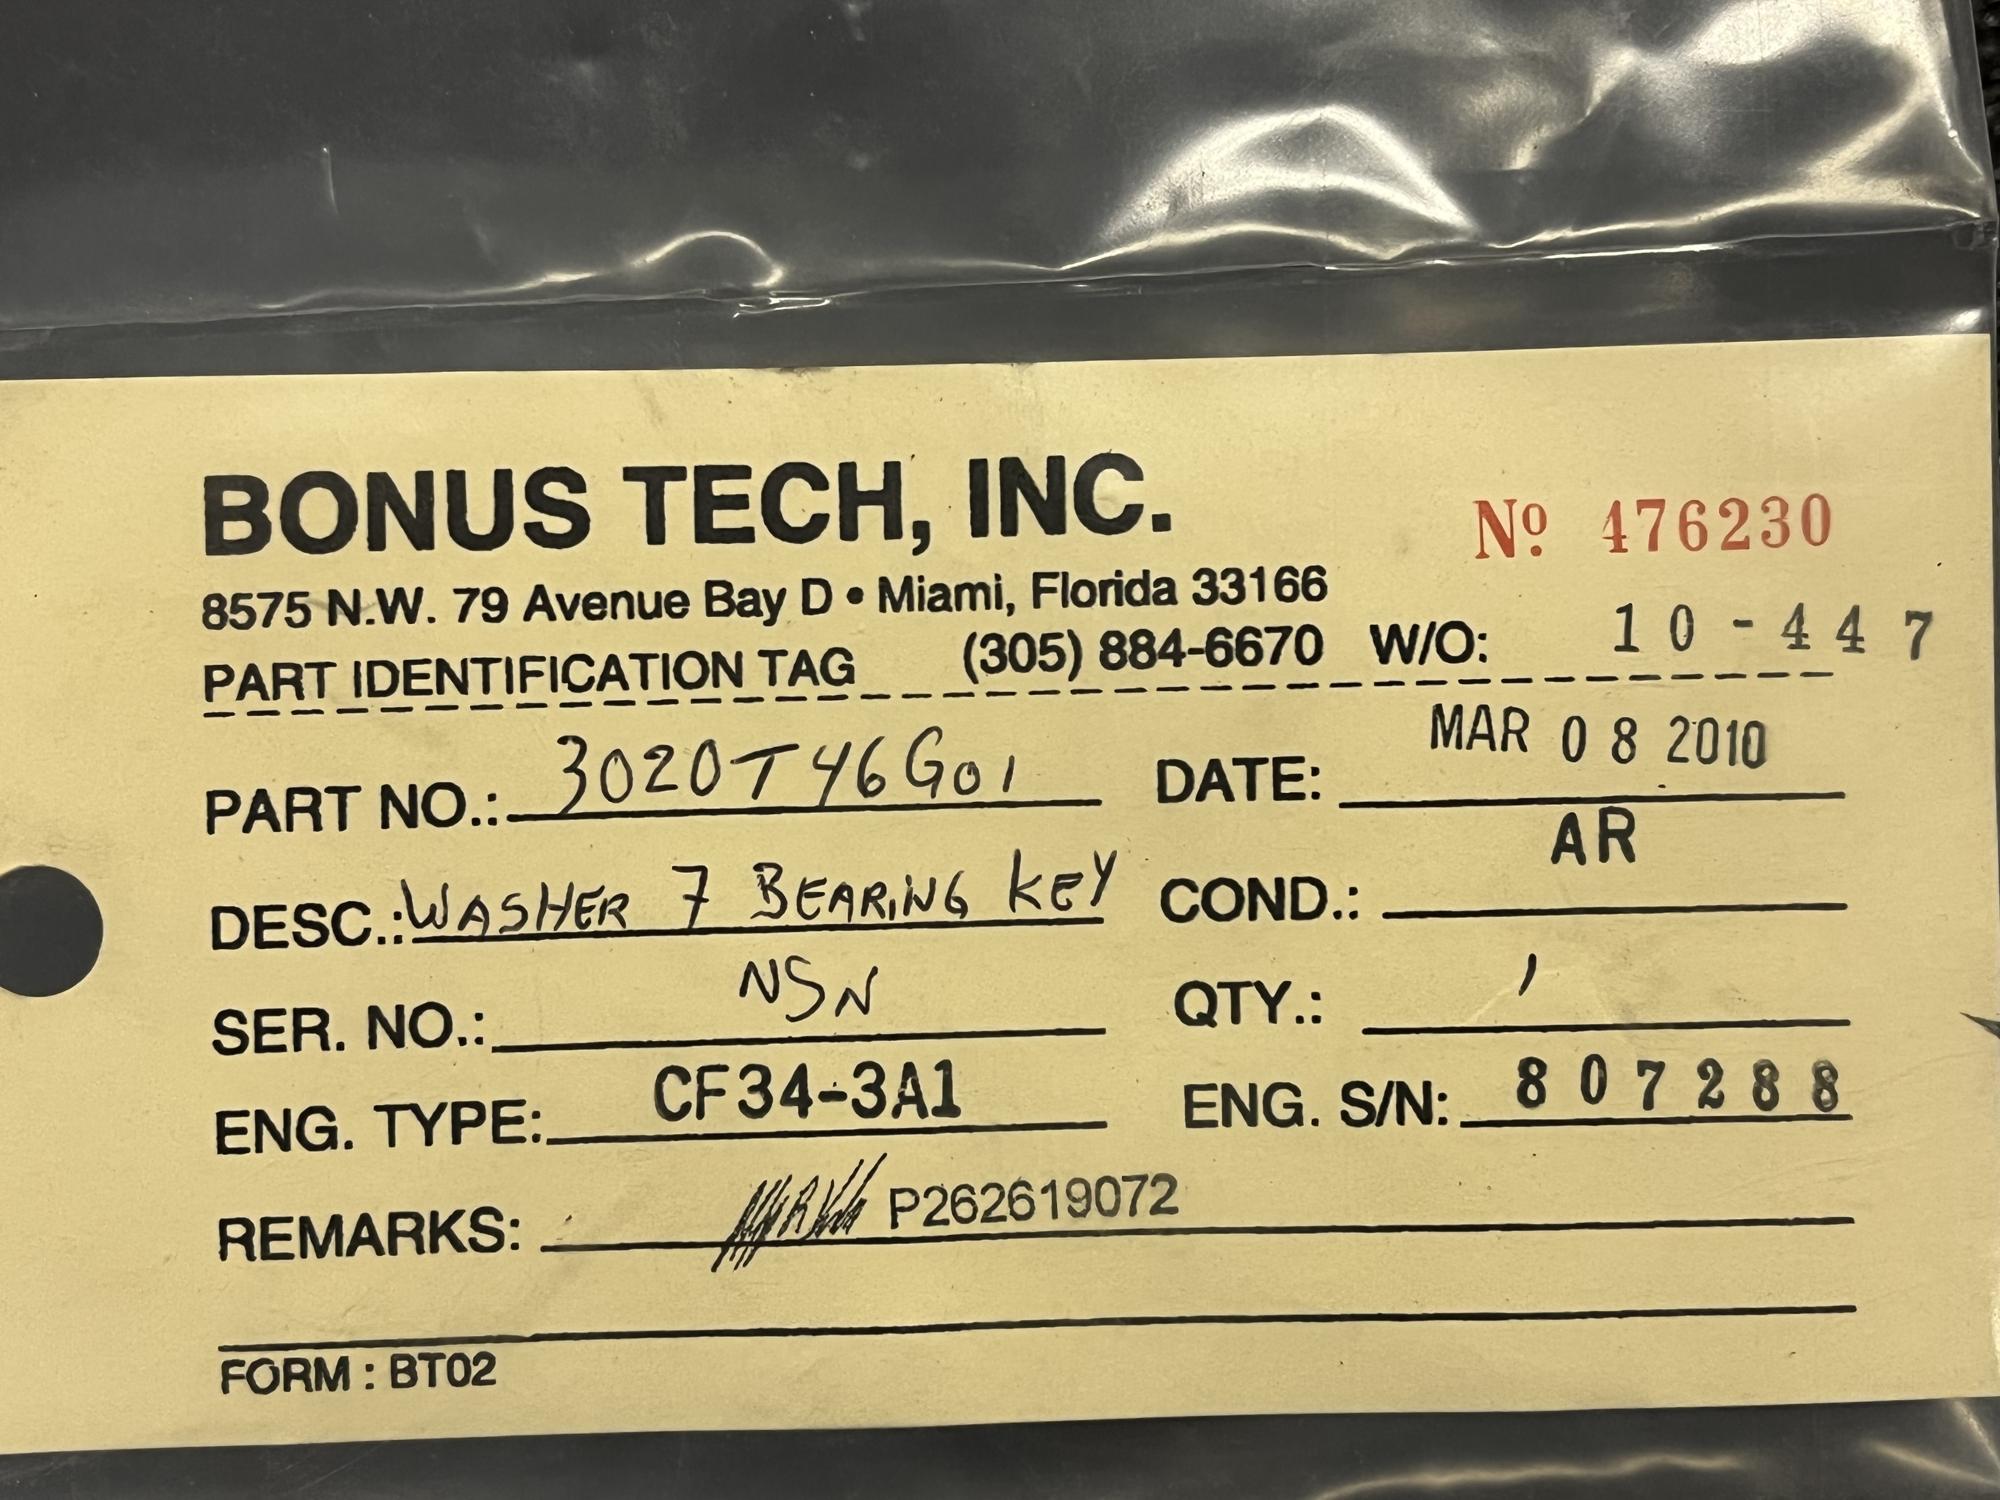 BONUS TECH, INC.
Nº 476230
8575 N.W. 79 Avenue Bay D • Miami, Florida 33166
PART IDENTIFICATION TAG (305) 884-6670 W/O: 10-447
PART NO.: 3020T46G01 DATE: MAR 08 2010
DESC.: WASHER 7 BEARING KEY COND.: AR
SER. NO.: NSN QTY.: 1
ENG. TYPE: CF34-3A1 ENG. S/N: 807288
REMARKS: P262619072
FORM : BT02